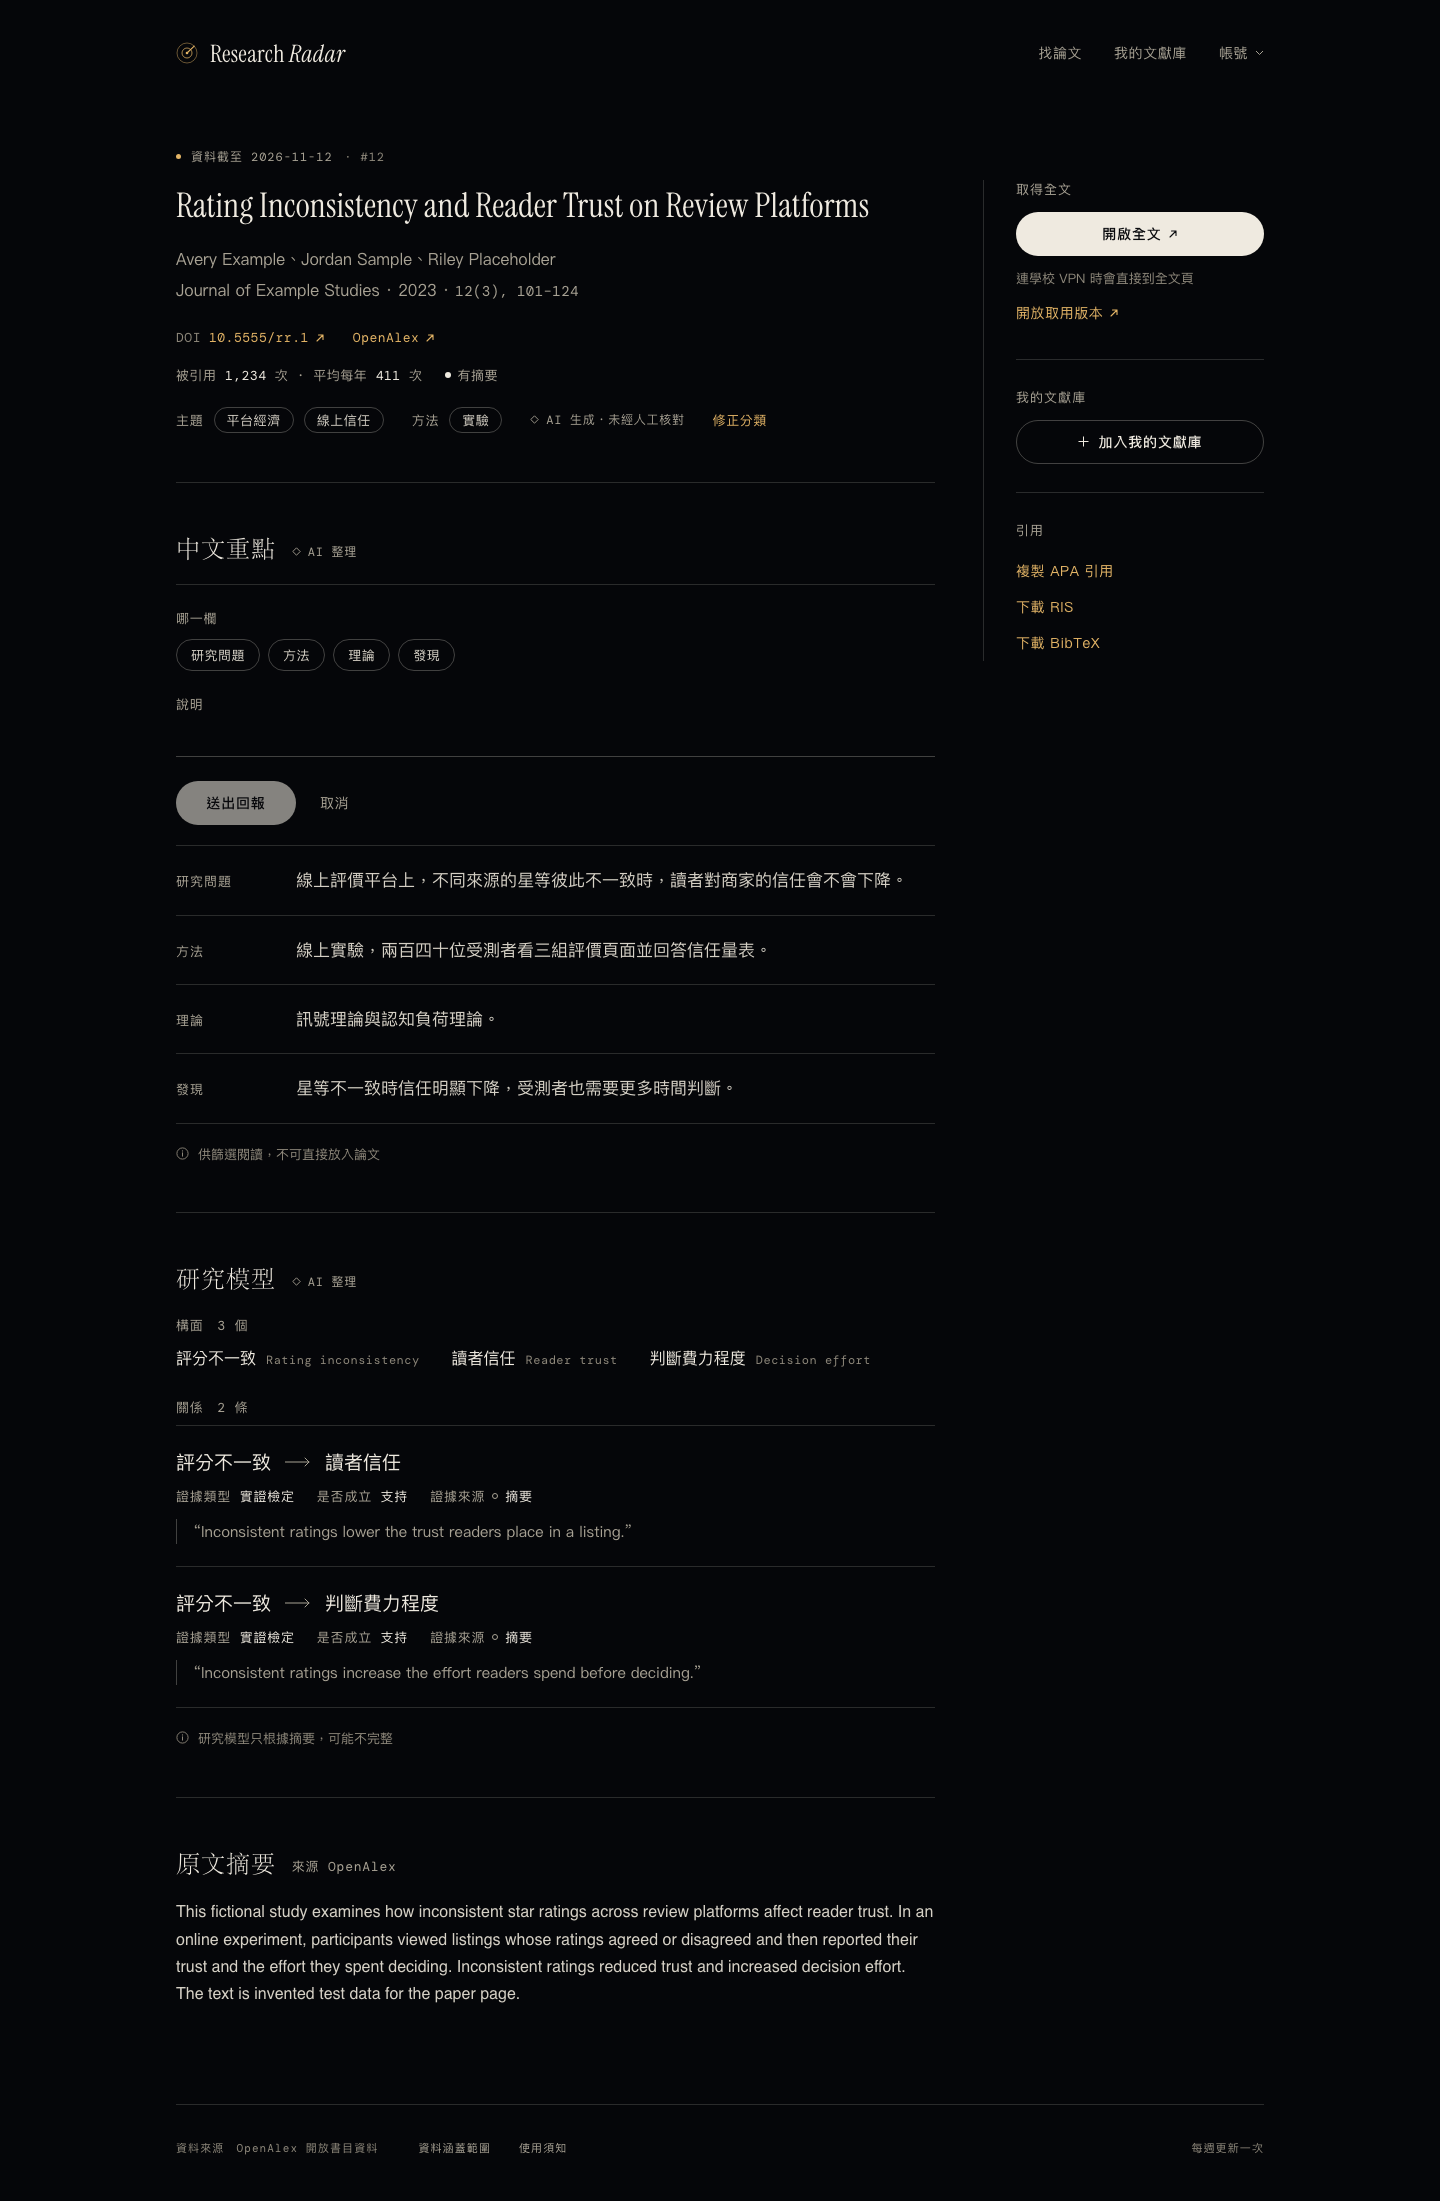 Research Radar
找論文 我的文獻庫 帳號
資料截至 2026-11-12 · #12
Rating Inconsistency and Reader Trust on Review Platforms
Avery Example、Jordan Sample、Riley Placeholder
Journal of Example Studies · 2023 · 12(3), 101-124
DOI 10.5555/rr.1 ↗ OpenAlex ↗
被引用 1,234 次 · 平均每年 411 次 有摘要
主題 平台經濟 線上信任 方法 實驗 ◇ AI 生成·未經人工核對 修正分類
取得全文
開啟全文 ↗
連學校 VPN 時會直接到全文頁
開放取用版本 ↗
我的文獻庫
＋ 加入我的文獻庫
引用
複製 APA 引用
下載 RIS
下載 BibTeX
中文重點 ◇ AI 整理
哪一欄
研究問題 方法 理論 發現
說明
送出回報 取消
研究問題 線上評價平台上，不同來源的星等彼此不一致時，讀者對商家的信任會不會下降。
方法 線上實驗，兩百四十位受測者看三組評價頁面並回答信任量表。
理論 訊號理論與認知負荷理論。
發現 星等不一致時信任明顯下降，受測者也需要更多時間判斷。
供篩選閱讀，不可直接放入論文
研究模型 ◇ AI 整理
構面 3 個
評分不一致 Rating inconsistency 讀者信任 Reader trust 判斷費力程度 Decision effort
關係 2 條
評分不一致 → 讀者信任
證據類型 實證檢定 是否成立 支持 證據來源 摘要
“Inconsistent ratings lower the trust readers place in a listing.”
評分不一致 → 判斷費力程度
證據類型 實證檢定 是否成立 支持 證據來源 摘要
“Inconsistent ratings increase the effort readers spend before deciding.”
研究模型只根據摘要，可能不完整
原文摘要 來源 OpenAlex
This fictional study examines how inconsistent star ratings across review platforms affect reader trust. In an
online experiment, participants viewed listings whose ratings agreed or disagreed and then reported their
trust and the effort they spent deciding. Inconsistent ratings reduced trust and increased decision effort.
The text is invented test data for the paper page.
資料來源 OpenAlex 開放書目資料 資料涵蓋範圍 使用須知 每週更新一次